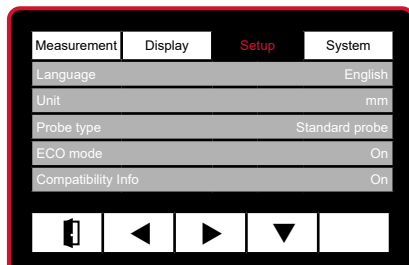 Measurement Display Setup System
Language English
Unit mm
Probe type Standard probe
ECO mode On
Compatibility Info On